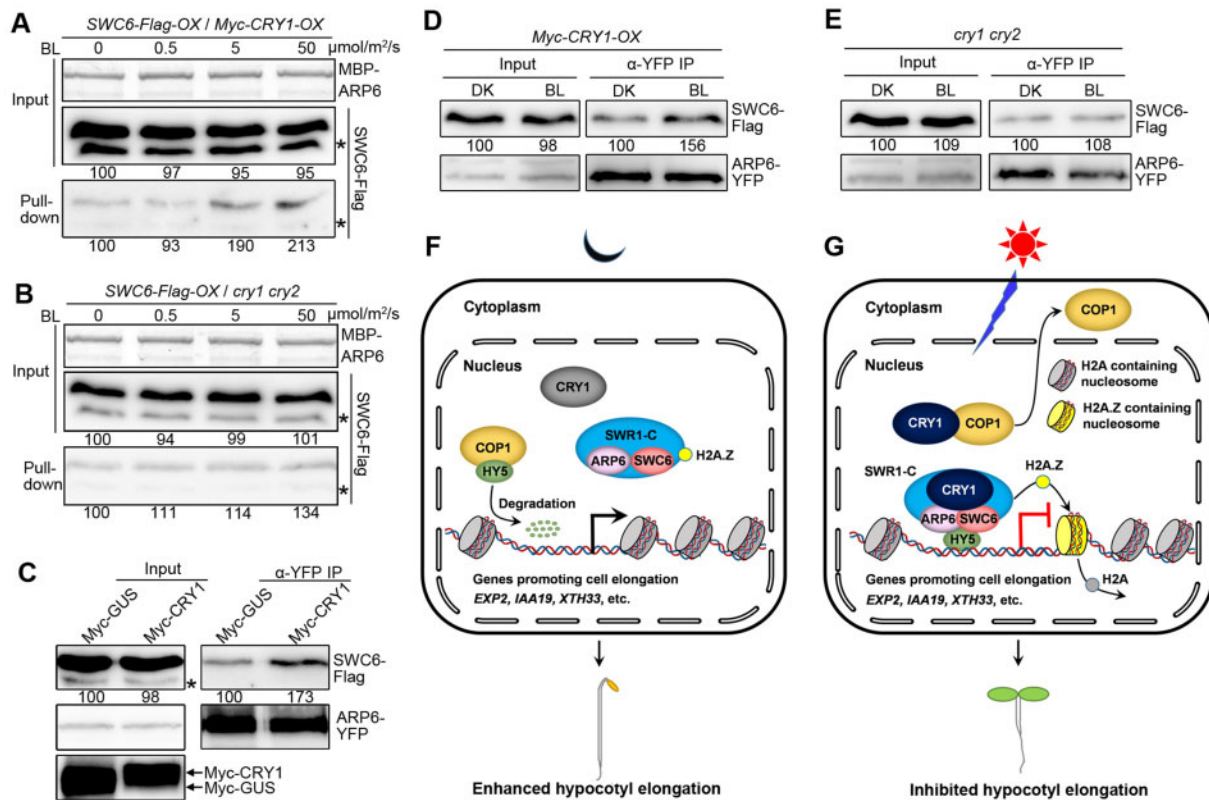 A
SWC6-Flag-OX / Myc-CRY1-OX
BL 0 0.5 5 50 μmol/m²/s
Input
MBP-
ARP6
*
100 97 95 95
SWC6-Flag
Pull-
down
*
100 93 190 213
B
SWC6-Flag-OX / cry1 cry2
BL 0 0.5 5 50 μmol/m²/s
Input
MBP-
ARP6
*
100 94 99 101
SWC6-Flag
Pull-
down
*
100 111 114 134
C
Input α-YFP IP
Myc-GUS Myc-CRY1 Myc-GUS Myc-CRY1
SWC6-
Flag
*
100 98 100 173
ARP6-
YFP
Myc-CRY1
Myc-GUS
D
Myc-CRY1-OX
Input α-YFP IP
DK BL DK BL
SWC6-
Flag
100 98 100 156
ARP6-
YFP
E
cry1 cry2
Input α-YFP IP
DK BL DK BL
SWC6-
Flag
100 109 100 108
ARP6-
YFP
F
Cytoplasm
Nucleus
CRY1
COP1
HY5
SWR1-C
ARP6 SWC6
H2A.Z
Degradation
Genes promoting cell elongation
EXP2, IAA19, XTH33, etc.
Enhanced hypocotyl elongation
G
Cytoplasm
COP1
Nucleus
H2A containing
nucleosome
CRY1 COP1
H2A.Z containing
nucleosome
SWR1-C
H2A.Z
CRY1
ARP6 SWC6
HY5
Genes promoting cell elongation
H2A
EXP2, IAA19, XTH33, etc.
Inhibited hypocotyl elongation